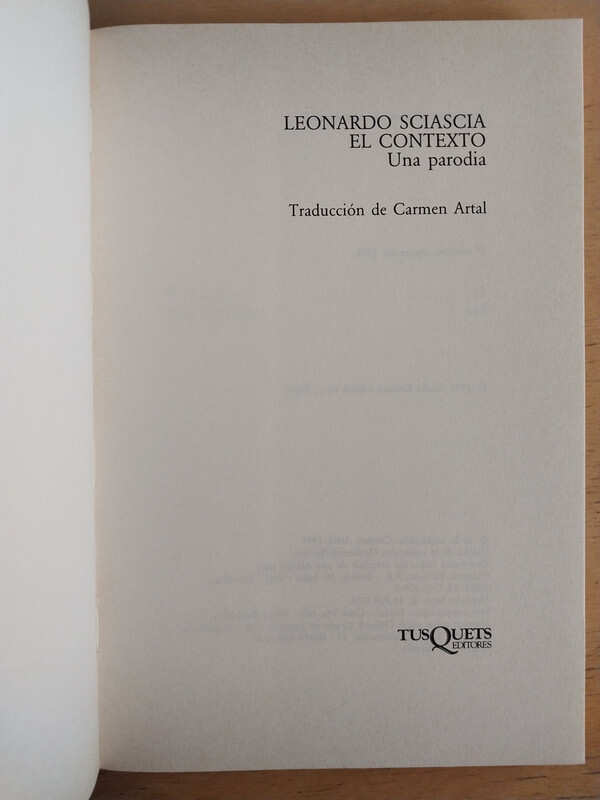 LEONARDO SCIASCIA
EL CONTEXTO
Una parodia
Traducción de Carmen Artal
TUSQUETS
EDITORES